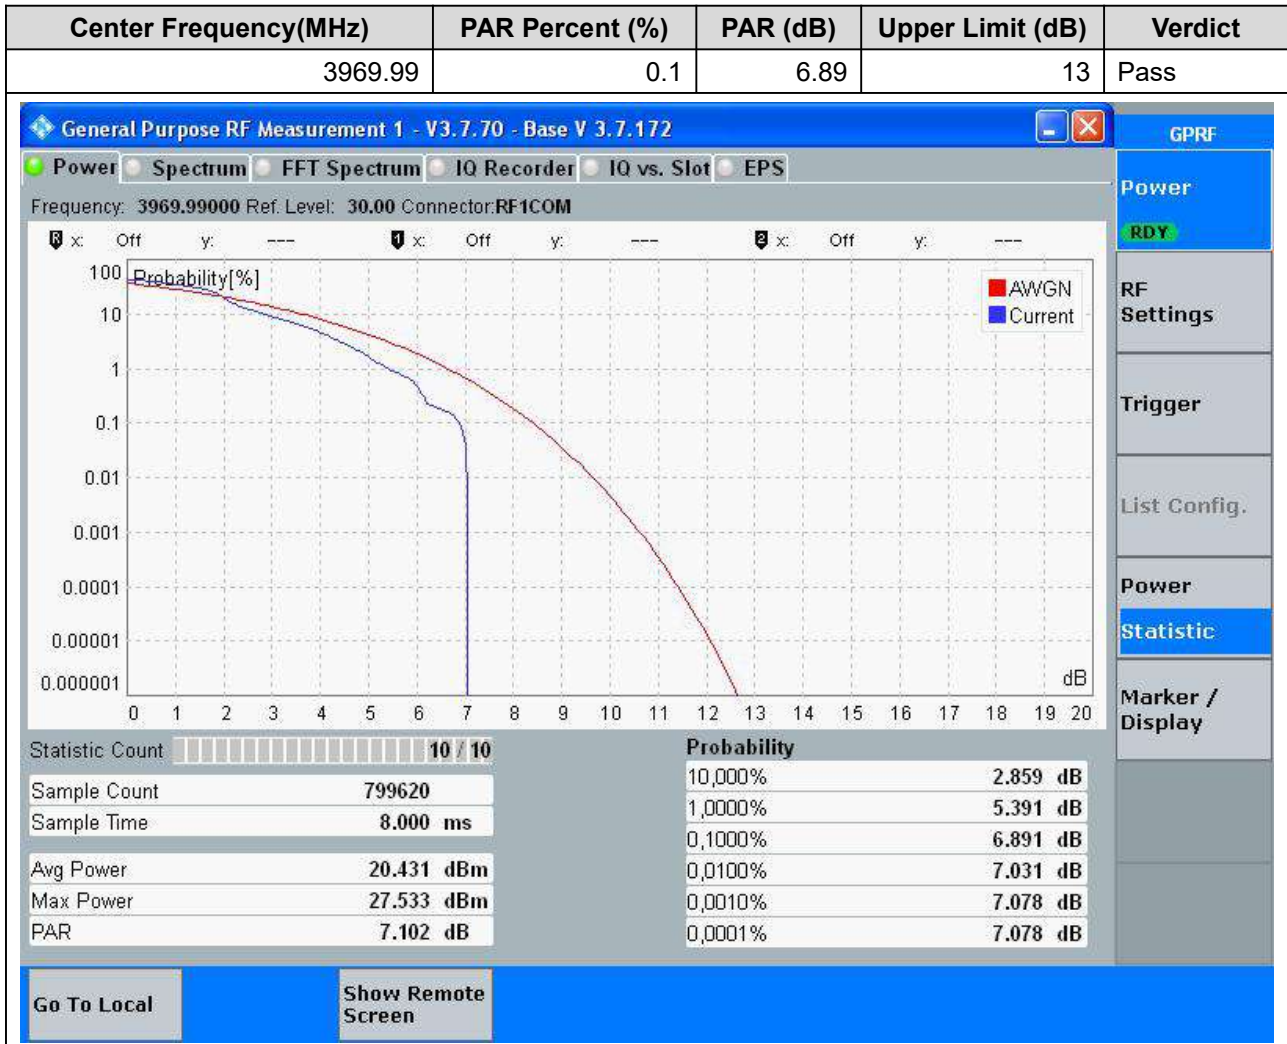 Center Frequency(MHz) PAR Percent (%) PAR (dB) Upper Limit (dB) Verdict
3969.99 0.1 6.89 13 Pass
General Purpose RF Measurement 1 - V3.7.70 - Base V 3.7.172
GPRF
Power Spectrum FFT Spectrum IQ Recorder IQ vs. Slot EPS
Power
RDY
Frequency: 3969.99000 Ref. Level: 30.00 Connector:RF1COM
R x: Off y: --- 1 x: Off y: --- 2 x: Off y: ---
Probability[%]
AWGN
Current
100
10
1
0.1
0.01
0.001
0.0001
0.00001
0.000001
dB
0 1 2 3 4 5 6 7 8 9 10 11 12 13 14 15 16 17 18 19 20
RF
Settings
Trigger
List Config.
Power
Statistic
Marker /
Display
Statistic Count 10 / 10
Sample Count 799620
Sample Time 8.000 ms
Avg Power 20.431 dBm
Max Power 27.533 dBm
PAR 7.102 dB
Probability
10,000% 2.859 dB
1,0000% 5.391 dB
0,1000% 6.891 dB
0,0100% 7.031 dB
0,0010% 7.078 dB
0,0001% 7.078 dB
Go To Local
Show Remote
Screen